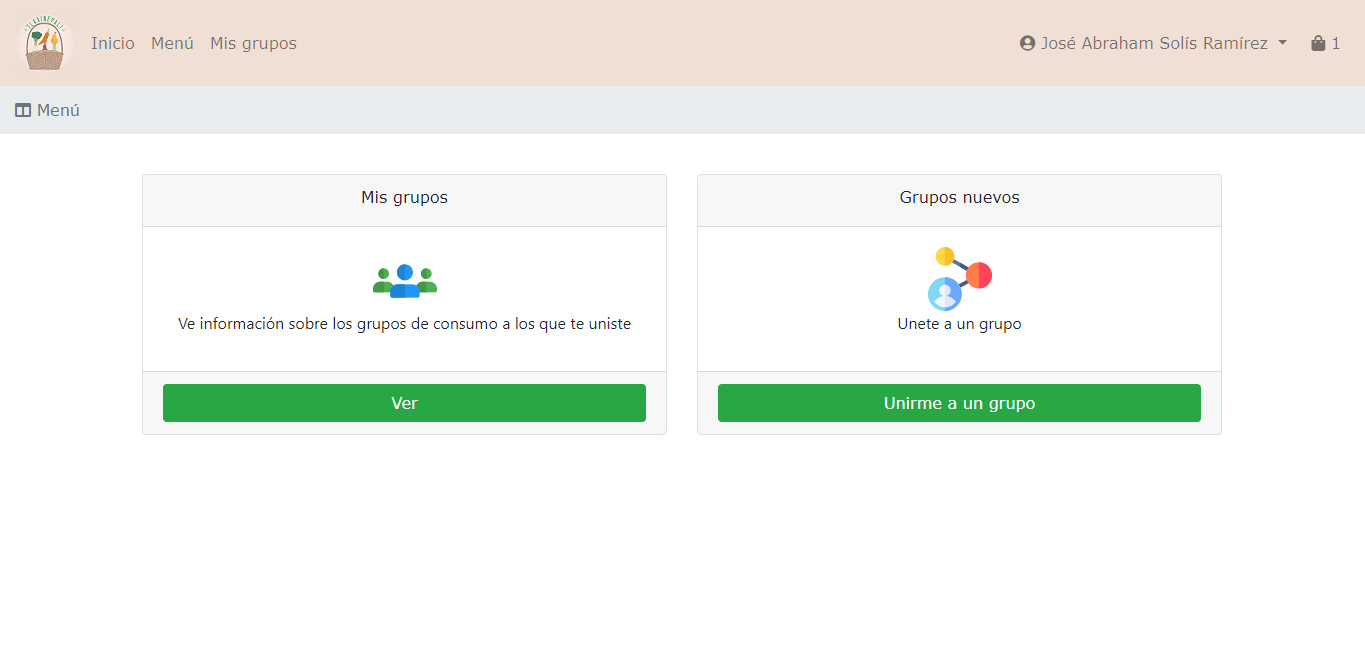 TLAXINEPALI
Inicio Menú Mis grupos José Abraham Solís Ramírez 1
Menú
Mis grupos
Ve información sobre los grupos de consumo a los que te uniste
Ver
Grupos nuevos
Unete a un grupo
Unirme a un grupo